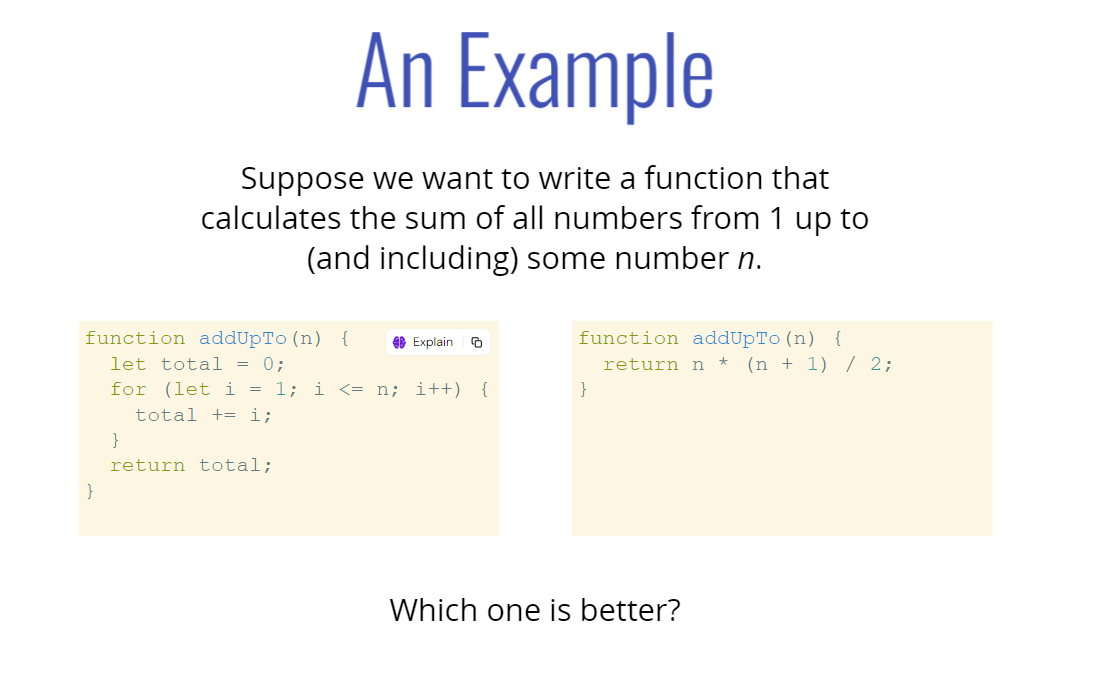 An Example
Suppose we want to write a function that
calculates the sum of all numbers from 1 up to
(and including) some number n.
function addUpTo(n) {
Explain
  let total = 0;
  for (let i = 1; i <= n; i++) {
    total += i;
  }
  return total;
}
function addUpTo(n) {
  return n * (n + 1) / 2;
}
Which one is better?